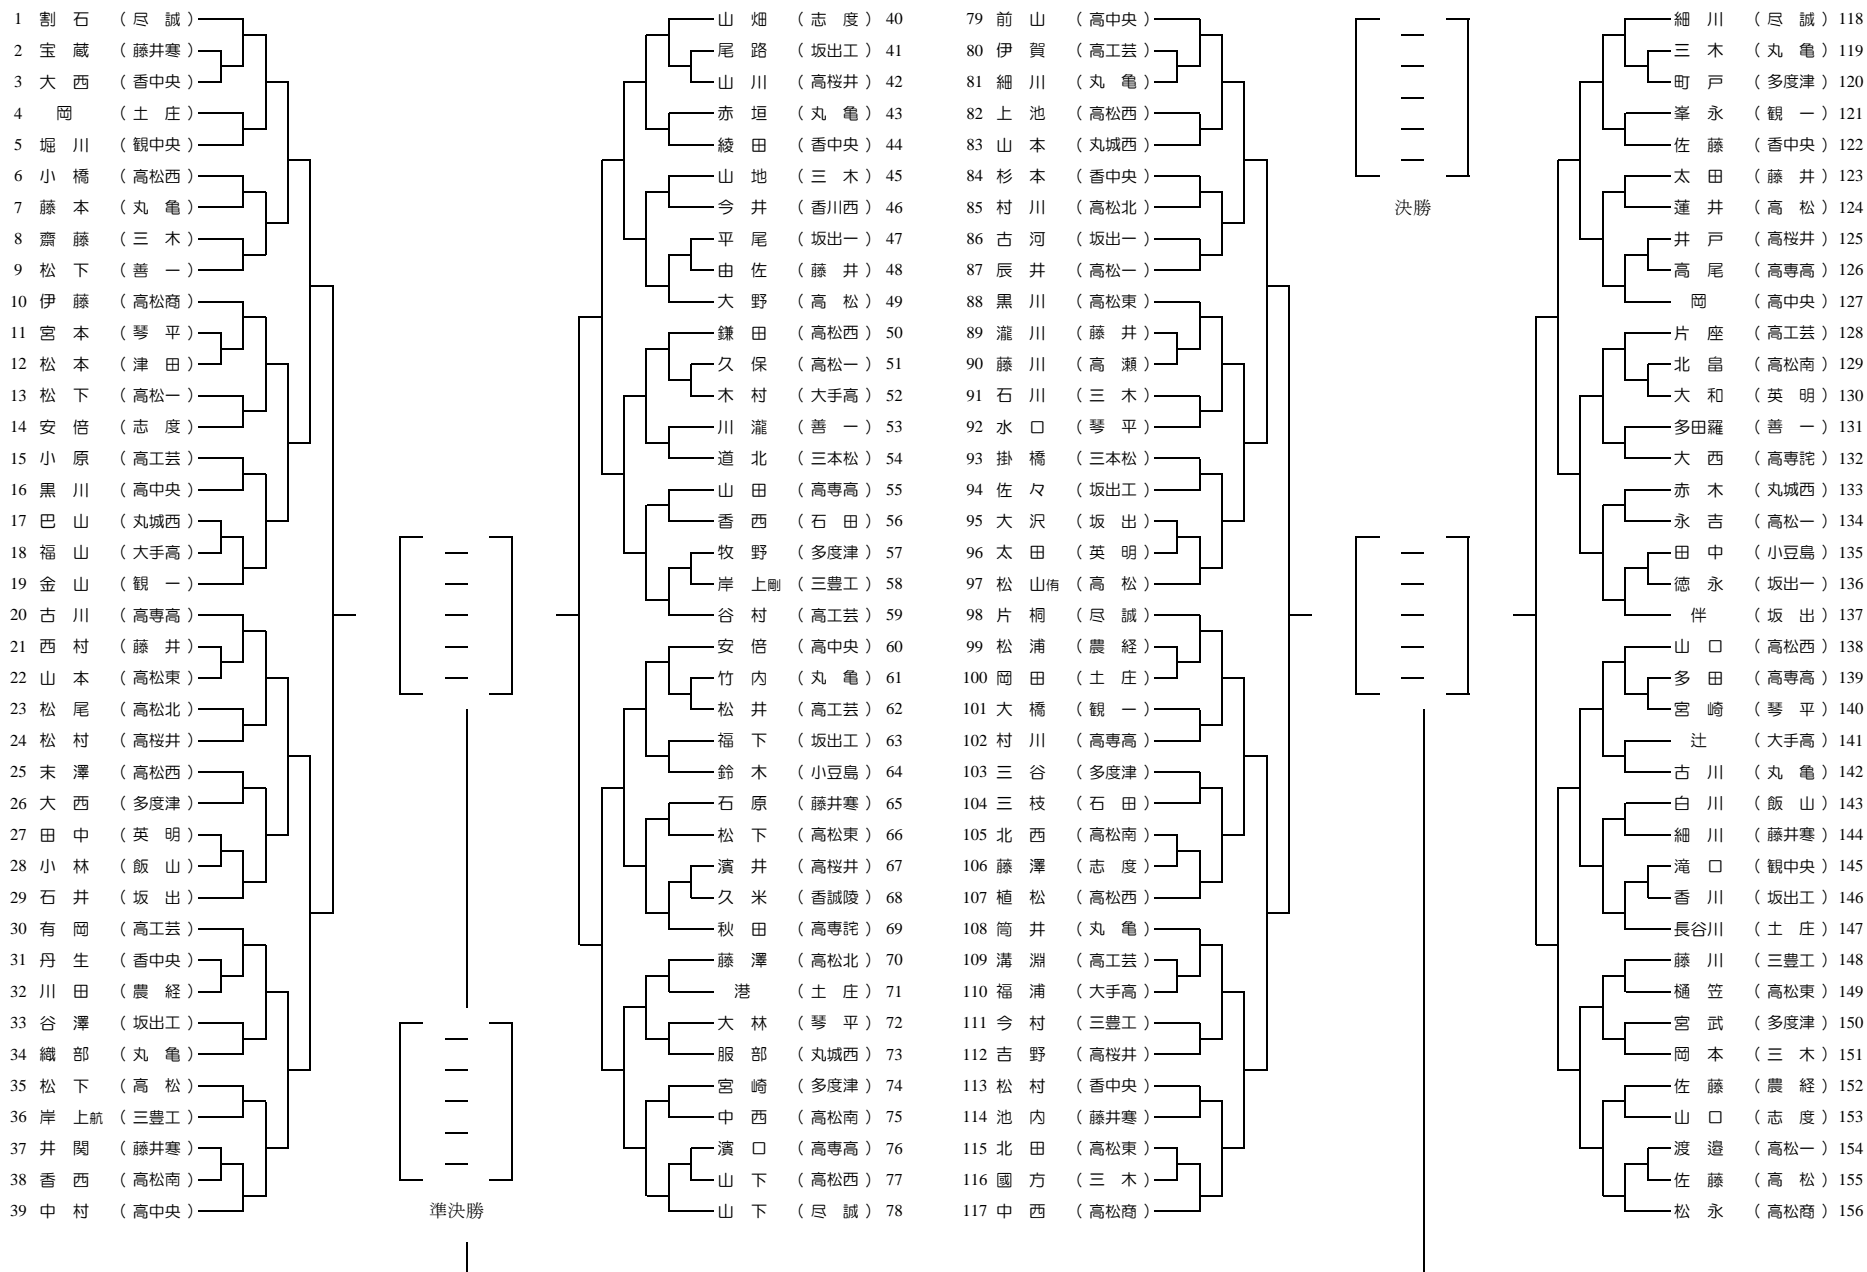 1 割 石 （ 尽 誠 ）
2 宝 蔵 （ 藤井寒 ）
3 大 西 （ 香中央 ）
4 岡 （ 土 庄 ）
5 堀 川 （ 観中央 ）
6 小 橋 （ 高松西 ）
7 藤 本 （ 丸 亀 ）
8 齋 藤 （ 三 木 ）
9 松 下 （ 善 一 ）
10 伊 藤 （ 高松商 ）
11 宮 本 （ 琴 平 ）
12 松 本 （ 津 田 ）
13 松 下 （ 高松一 ）
14 安 倍 （ 志 度 ）
15 小 原 （ 高工芸 ）
16 黒 川 （ 高中央 ）
17 巴 山 （ 丸城西 ）
18 福 山 （ 大手高 ）
19 金 山 （ 観 一 ）
20 古 川 （ 高専高 ）
21 西 村 （ 藤 井 ）
22 山 本 （ 高松東 ）
23 松 尾 （ 高松北 ）
24 松 村 （ 高桜井 ）
25 末 澤 （ 高松西 ）
26 大 西 （ 多度津 ）
27 田 中 （ 英 明 ）
28 小 林 （ 飯 山 ）
29 石 井 （ 坂 出 ）
30 有 岡 （ 高工芸 ）
31 丹 生 （ 香中央 ）
32 川 田 （ 農 経 ）
33 谷 澤 （ 坂出工 ）
34 織 部 （ 丸 亀 ）
35 松 下 （ 高 松 ）
36 岸 上航 （ 三豊工 ）
37 井 関 （ 藤井寒 ）
38 香 西 （ 高松南 ）
39 中 村 （ 高中央 ）
準決勝
山 畑 （ 志 度 ） 40
尾 路 （ 坂出工 ） 41
山 川 （ 高桜井 ） 42
赤 垣 （ 丸 亀 ） 43
綾 田 （ 香中央 ） 44
山 地 （ 三 木 ） 45
今 井 （ 香川西 ） 46
平 尾 （ 坂出一 ） 47
由 佐 （ 藤 井 ） 48
大 野 （ 高 松 ） 49
鎌 田 （ 高松西 ） 50
久 保 （ 高松一 ） 51
木 村 （ 大手高 ） 52
川 瀧 （ 善 一 ） 53
道 北 （ 三本松 ） 54
山 田 （ 高専高 ） 55
香 西 （ 石 田 ） 56
牧 野 （ 多度津 ） 57
岸 上剛 （ 三豊工 ） 58
谷 村 （ 高工芸 ） 59
安 倍 （ 高中央 ） 60
竹 内 （ 丸 亀 ） 61
松 井 （ 高工芸 ） 62
福 下 （ 坂出工 ） 63
鈴 木 （ 小豆島 ） 64
石 原 （ 藤井寒 ） 65
松 下 （ 高松東 ） 66
濱 井 （ 高桜井 ） 67
久 米 （ 香誠陵 ） 68
秋 田 （ 高専詫 ） 69
藤 澤 （ 高松北 ） 70
港 （ 土 庄 ） 71
大 林 （ 琴 平 ） 72
服 部 （ 丸城西 ） 73
宮 崎 （ 多度津 ） 74
中 西 （ 高松南 ） 75
濱 口 （ 高専高 ） 76
山 下 （ 高松西 ） 77
山 下 （ 尽 誠 ） 78
79 前 山 （ 高中央 ）
80 伊 賀 （ 高工芸 ）
81 細 川 （ 丸 亀 ）
82 上 池 （ 高松西 ）
83 山 本 （ 丸城西 ）
84 杉 本 （ 香中央 ）
85 村 川 （ 高松北 ）
86 古 河 （ 坂出一 ）
87 辰 井 （ 高松一 ）
88 黒 川 （ 高松東 ）
89 瀧 川 （ 藤 井 ）
90 藤 川 （ 高 瀬 ）
91 石 川 （ 三 木 ）
92 水 口 （ 琴 平 ）
93 掛 橋 （ 三本松 ）
94 佐 々 （ 坂出工 ）
95 大 沢 （ 坂 出 ）
96 太 田 （ 英 明 ）
97 松 山侑 （ 高 松 ）
98 片 桐 （ 尽 誠 ）
99 松 浦 （ 農 経 ）
100 岡 田 （ 土 庄 ）
101 大 橋 （ 観 一 ）
102 村 川 （ 高専高 ）
103 三 谷 （ 多度津 ）
104 三 枝 （ 石 田 ）
105 北 西 （ 高松南 ）
106 藤 澤 （ 志 度 ）
107 植 松 （ 高松西 ）
108 筒 井 （ 丸 亀 ）
109 溝 淵 （ 高工芸 ）
110 福 浦 （ 大手高 ）
111 今 村 （ 三豊工 ）
112 吉 野 （ 高桜井 ）
113 松 村 （ 香中央 ）
114 池 内 （ 藤井寒 ）
115 北 田 （ 高松東 ）
116 國 方 （ 三 木 ）
117 中 西 （ 高松商 ）
決勝
細 川 （ 尽 誠 ） 118
三 木 （ 丸 亀 ） 119
町 戸 （ 多度津 ） 120
峯 永 （ 観 一 ） 121
佐 藤 （ 香中央 ） 122
太 田 （ 藤 井 ） 123
蓮 井 （ 高 松 ） 124
井 戸 （ 高桜井 ） 125
高 尾 （ 高専高 ） 126
岡 （ 高中央 ） 127
片 座 （ 高工芸 ） 128
北 畠 （ 高松南 ） 129
大 和 （ 英 明 ） 130
多田羅 （ 善 一 ） 131
大 西 （ 高専詫 ） 132
赤 木 （ 丸城西 ） 133
永 吉 （ 高松一 ） 134
田 中 （ 小豆島 ） 135
徳 永 （ 坂出一 ） 136
伴 （ 坂 出 ） 137
山 口 （ 高松西 ） 138
多 田 （ 高専高 ） 139
宮 崎 （ 琴 平 ） 140
辻 （ 大手高 ） 141
古 川 （ 丸 亀 ） 142
白 川 （ 飯 山 ） 143
細 川 （ 藤井寒 ） 144
滝 口 （ 観中央 ） 145
香 川 （ 坂出工 ） 146
長谷川 （ 土 庄 ） 147
藤 川 （ 三豊工 ） 148
樋 笠 （ 高松東 ） 149
宮 武 （ 多度津 ） 150
岡 本 （ 三 木 ） 151
佐 藤 （ 農 経 ） 152
山 口 （ 志 度 ） 153
渡 邉 （ 高松一 ） 154
佐 藤 （ 高 松 ） 155
松 永 （ 高松商 ） 156